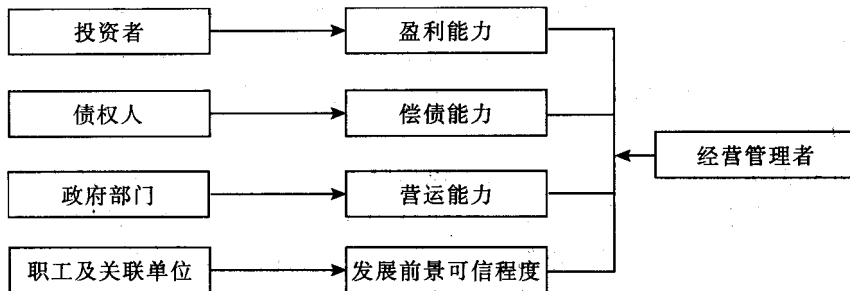 投资者
盈利能力
债权人
偿债能力
经营管理者
政府部门
营运能力
职工及关联单位
发展前景可信程度